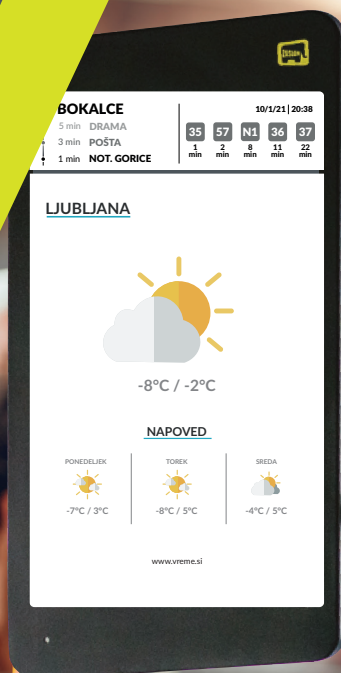 BOKALCE
10/1/21 | 20:38
5 min DRAMA
3 min POŠTA
1 min NOT. GORICE
35 57 N1 36 37
1 2 8 11 22
min min min min min
LJUBLJANA
-8°C / -2°C
NAPOVED
PONEDELJEK TOREK SREDA
-7°C / 3°C -8°C / 5°C -4°C / 5°C
www.vreme.si